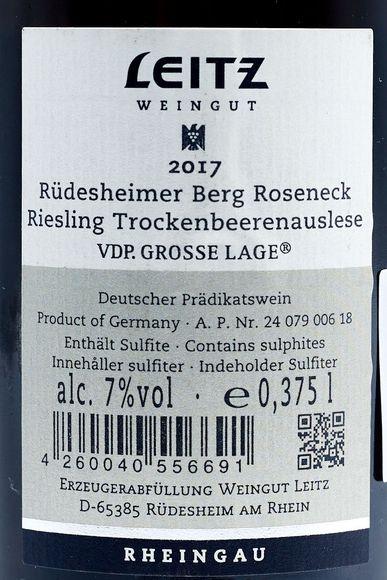 LEITZ
WEINGUT
2017
Rüdesheimer Berg Roseneck
Riesling Trockenbeerenauslese
VDP. GROSSE LAGE®
Deutscher Prädikatswein
Product of Germany · A. P. Nr. 24 079 006 18
Enthält Sulfite · Contains sulphites
Innehåller sulfiter · Indeholder Sulfiter
alc. 7%vol · e 0,375 l
4 260040 556691
Erzeugerabfüllung Weingut Leitz
D-65385 Rüdesheim am Rhein
RHEINGAU